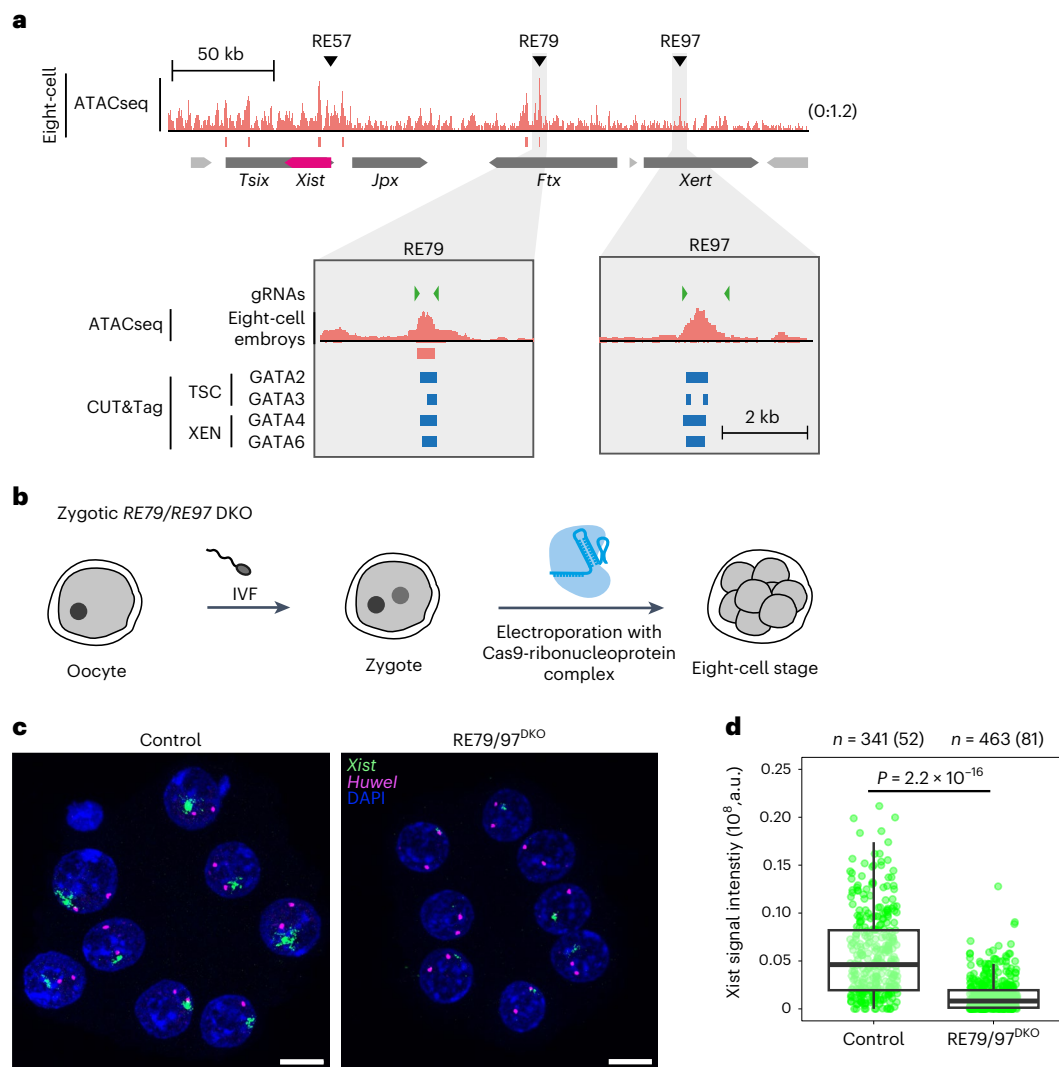 a
RE57
RE79
RE97
50 kb
Eight-cell
ATACseq
(0:1.2)
Tsix
Xist
Jpx
Ftx
Xert
RE79
RE97
gRNAs
ATACseq
Eight-cell
embroys
CUT&Tag
TSC
GATA2
GATA3
XEN
GATA4
GATA6
2 kb
b
Zygotic RE79/RE97 DKO
IVF
Oocyte
Zygote
Electroporation with
Cas9-ribonucleoprotein
complex
Eight-cell stage
c
Control
RE79/97DKO
Xist
Huwel
DAPI
d
n = 341 (52)
n = 463 (81)
P = 2.2 × 10–16
Xist signal intenstiy (108,a.u.)
0.25
0.20
0.15
0.10
0.05
0
Control
RE79/97DKO